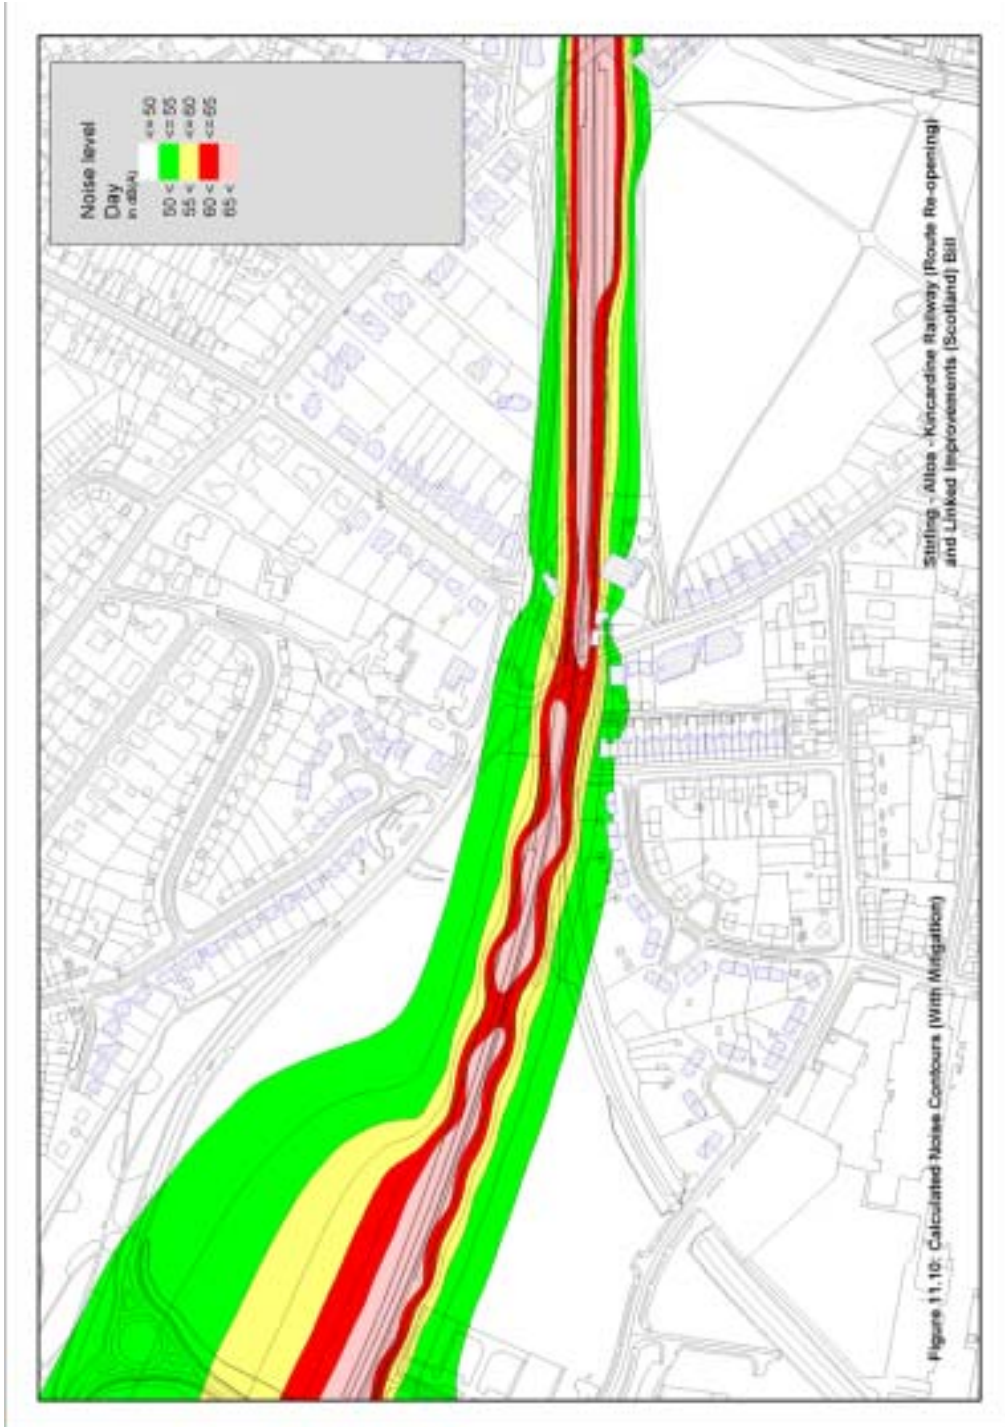 Noise level
Day
in dB(A)
<= 50
50 < <= 55
55 < <= 60
60 < <= 65
65 <
Figure 11.10: Calculated Noise Contours (With Mitigation)
Stirling - Alloa - Kincardine Railway (Route Re-opening)
and Linked Improvements (Scotland) Bill